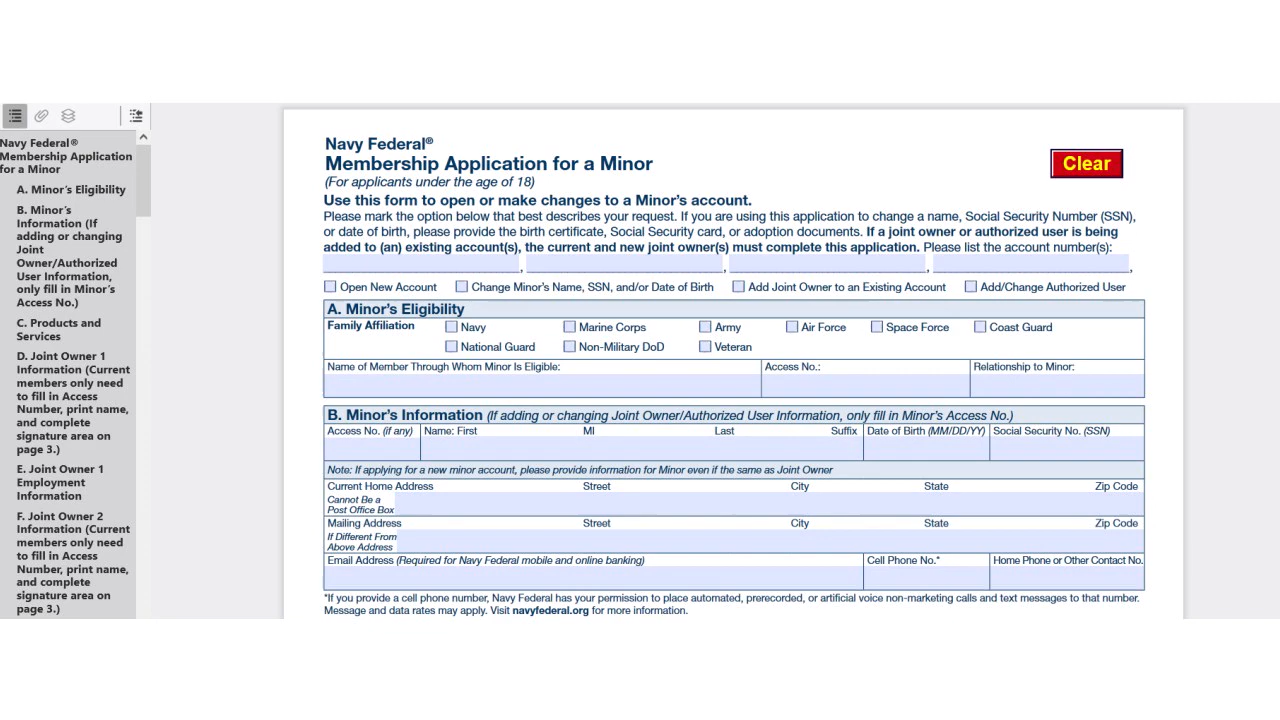 Navy Federal®
Membership Application
for a Minor
A. Minor's Eligibility
B. Minor's
Information (If
adding or changing
Joint
Owner/Authorized
User Information,
only fill in Minor's
Access No.)
C. Products and
Services
D. Joint Owner 1
Information (Current
members only need
to fill in Access
Number, print name,
and complete
signature area on
page 3.)
E. Joint Owner 1
Employment
Information
F. Joint Owner 2
Information (Current
members only need
to fill in Access
Number, print name,
and complete
signature area on
page 3.)
Navy Federal®
Membership Application for a Minor
(For applicants under the age of 18)
Clear
Use this form to open or make changes to a Minor's account.
Please mark the option below that best describes your request. If you are using this application to change a name, Social Security Number (SSN),
or date of birth, please provide the birth certificate, Social Security card, or adoption documents. If a joint owner or authorized user is being
added to (an) existing account(s), the current and new joint owner(s) must complete this application. Please list the account number(s):
, , , ,
Open New Account Change Minor's Name, SSN, and/or Date of Birth Add Joint Owner to an Existing Account Add/Change Authorized User
A. Minor's Eligibility
Family Affiliation Navy Marine Corps Army Air Force Space Force Coast Guard
National Guard Non-Military DoD Veteran
Name of Member Through Whom Minor Is Eligible: Access No.: Relationship to Minor:
B. Minor's Information (If adding or changing Joint Owner/Authorized User Information, only fill in Minor's Access No.)
Access No. (if any) Name: First MI Last Suffix Date of Birth (MM/DD/YY) Social Security No. (SSN)
Note: If applying for a new minor account, please provide information for Minor even if the same as Joint Owner
Current Home Address Street City State Zip Code
Cannot Be a
Post Office Box
Mailing Address Street City State Zip Code
If Different From
Above Address
Email Address (Required for Navy Federal mobile and online banking) Cell Phone No.* Home Phone or Other Contact No.
*If you provide a cell phone number, Navy Federal has your permission to place automated, prerecorded, or artificial voice non-marketing calls and text messages to that number.
Message and data rates may apply. Visit navyfederal.org for more information.